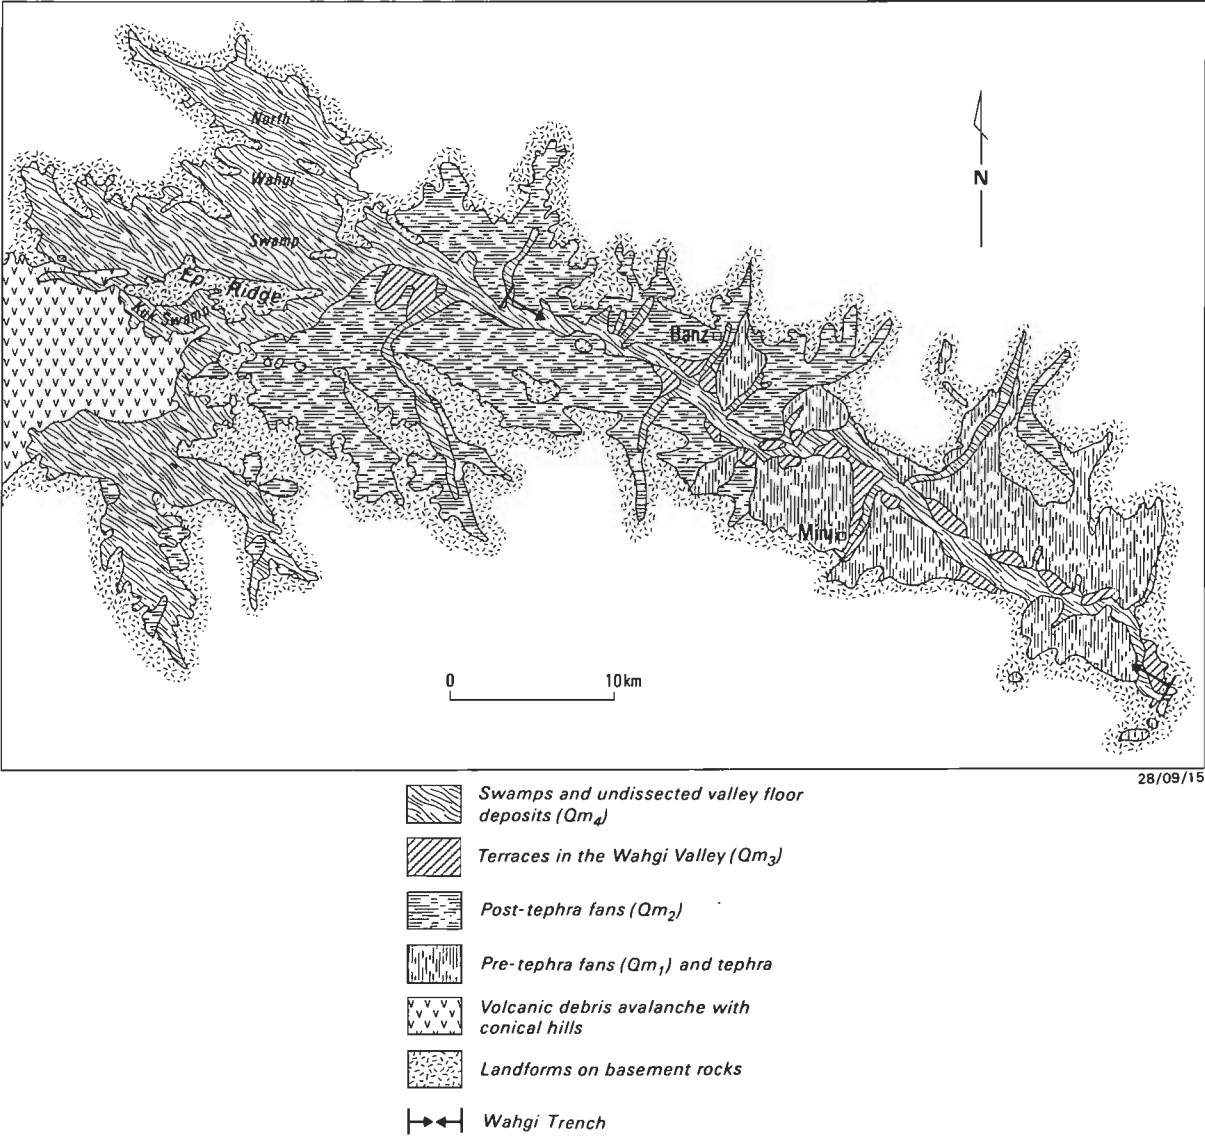 North
Wahgi
Swamp
Ep Ridge
Kuk Swamp
Banz
Minj
N
0 10km
28/09/15
Swamps and undissected valley floor
deposits (Qm4)
Terraces in the Wahgi Valley (Qm3)
Post-tephra fans (Qm2)
Pre-tephra fans (Qm1) and tephra
Volcanic debris avalanche with
conical hills
Landforms on basement rocks
Wahgi Trench